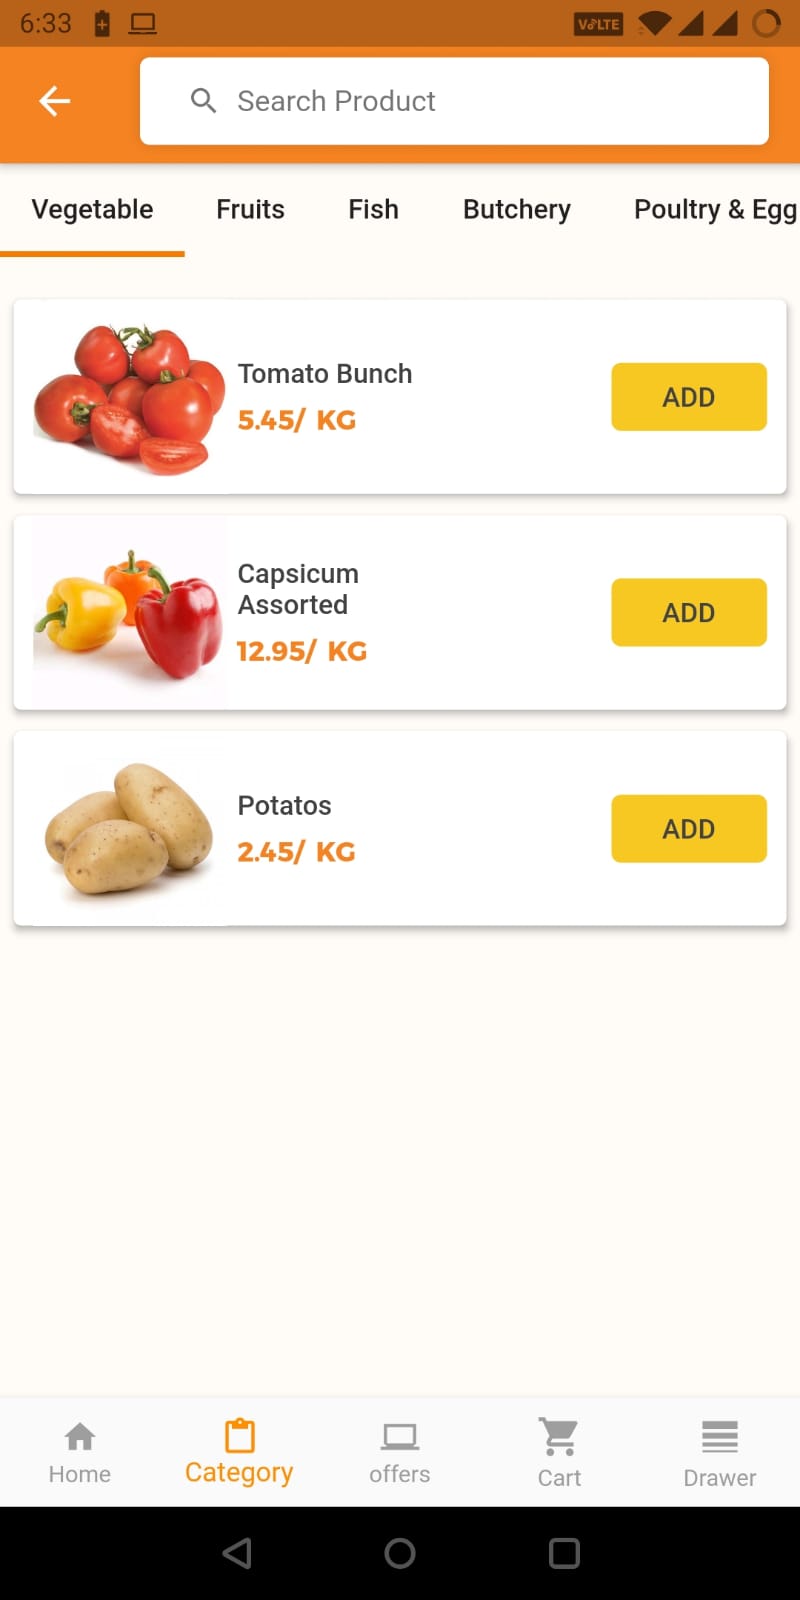 6:33
VoLTE
Search Product
Vegetable Fruits Fish Butchery Poultry & Egg
Tomato Bunch
5.45/ KG
ADD
Capsicum
Assorted
12.95/ KG
ADD
Potatos
2.45/ KG
ADD
Home Category offers Cart Drawer